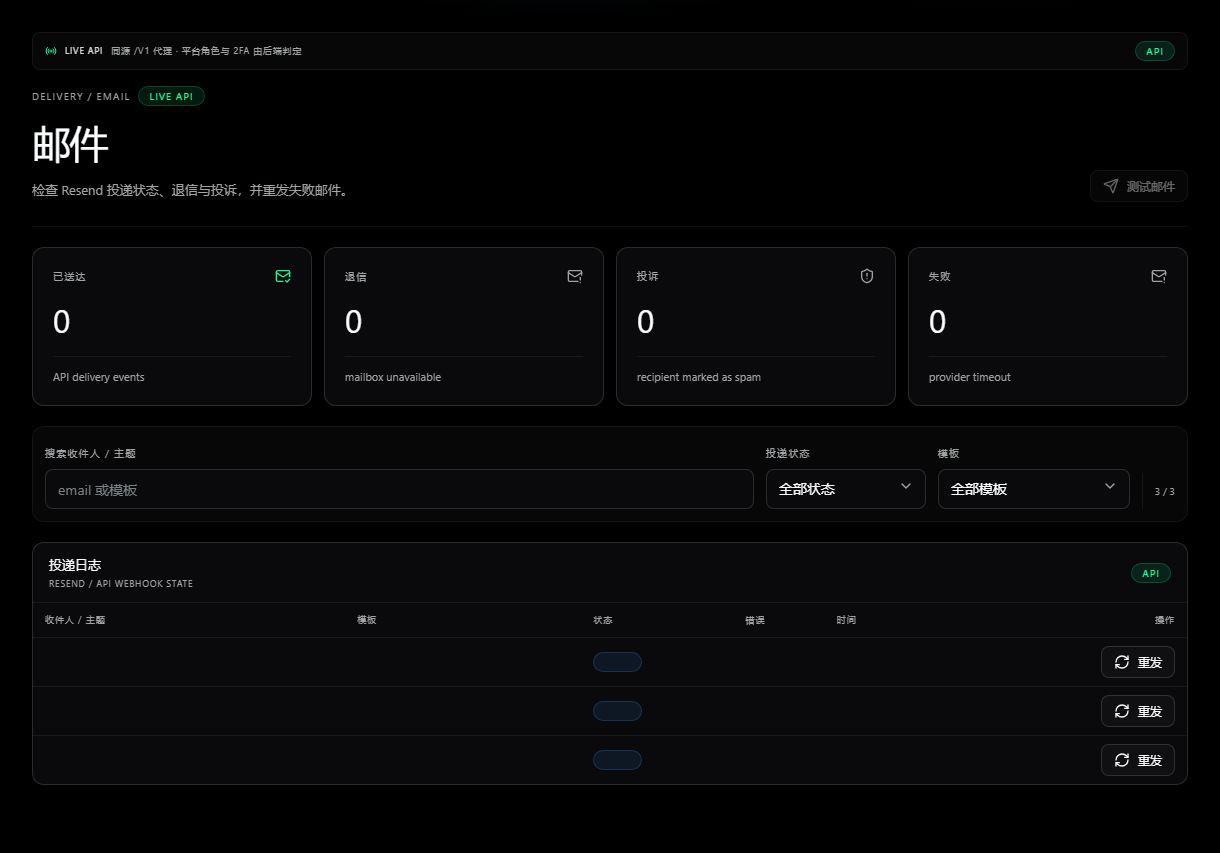 LIVE API 同源 /V1 代理 · 平台角色与 2FA 由后端判定
API
DELIVERY / EMAIL LIVE API
邮件
检查 Resend 投递状态、退信与投诉，并重发失败邮件。
测试邮件
已送达
0
API delivery events
退信
0
mailbox unavailable
投诉
0
recipient marked as spam
失败
0
provider timeout
搜索收件人 / 主题
email 或模板
投递状态
全部状态
模板
全部模板
3 / 3
投递日志
RESEND / API WEBHOOK STATE
API
收件人 / 主题 模板 状态 错误 时间 操作
重发
重发
重发